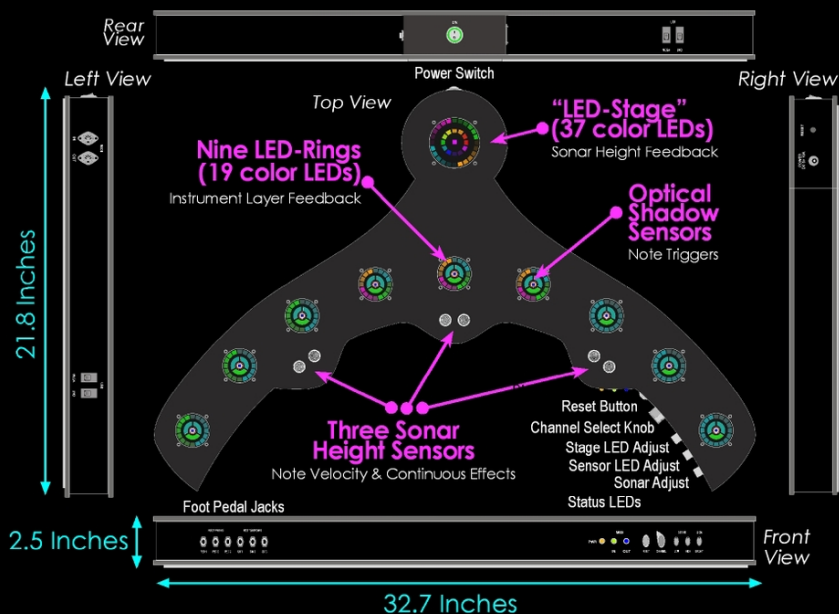 Rear
View
Power Switch
Left View
Right View
Top View
"LED-Stage"
(37 color LEDs)
Sonar Height Feedback
Nine LED-Rings
(19 color LEDs)
Instrument Layer Feedback
Optical
Shadow
Sensors
Note Triggers
21.8 Inches
Three Sonar
Height Sensors
Note Velocity & Continuous Effects
Reset Button
Channel Select Knob
Stage LED Adjust
Sensor LED Adjust
Sonar Adjust
Status LEDs
Foot Pedal Jacks
2.5 Inches
Front
View
32.7 Inches